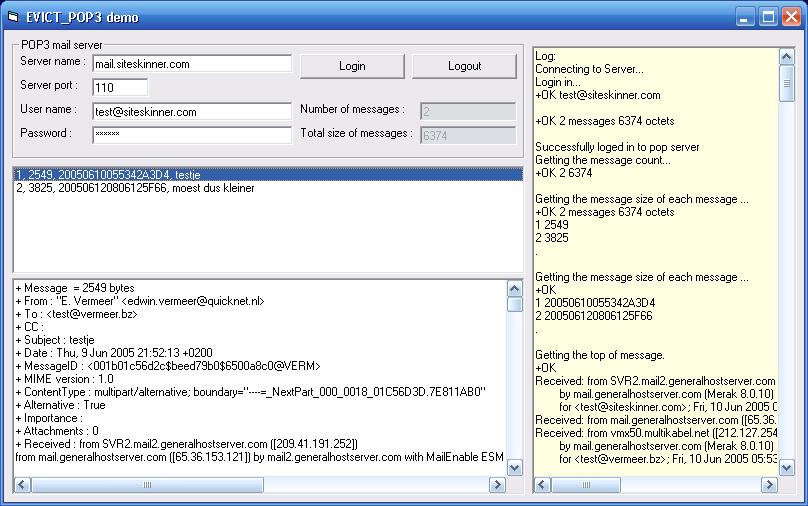 EVICT_POP3 demo
POP3 mail server
Server name : mail.siteskinner.com
Login
Logout
Server port : 110
User name : test@siteskinner.com
Number of messages : 2
Password : ******
Total size of messages : 6374
1, 2549, 20050610055342A3D4, testje
2, 3825, 200506120806125F66, moest dus kleiner
+ Message = 2549 bytes
+ From : "E. Vermeer" <edwin.vermeer@quicknet.nl>
+ To : <test@vermeer.bz>
+ CC :
+ Subject : testje
+ Date : Thu, 9 Jun 2005 21:52:13 +0200
+ MessageID : <001b01c56d2c$beed79b0$6500a8c0@VERM>
+ MIME version : 1.0
+ ContentType : multipart/alternative; boundary="----=_NextPart_000_0018_01C56D3D.7E811AB0"
+ Alternative : True
+ Importance :
+ Attachments : 0
+ Received : from SVR2.mail2.generalhostserver.com ([209.41.191.252])
from mail.generalhostserver.com ([65.36.153.121]) by mail2.generalhostserver.com with MailEnable ESM
Log:
Connecting to Server...
Login in...
+OK test@siteskinner.com
+OK 2 messages 6374 octets
Successfully loged in to pop server
Getting the message count...
+OK 2 6374
Getting the message size of each message ...
+OK 2 messages 6374 octets
1 2549
2 3825
.
Getting the message size of each message ...
+OK
1 20050610055342A3D4
2 200506120806125F66
.
Getting the top of message.
+OK
Received: from SVR2.mail2.generalhostserver.com
by mail.generalhostserver.com (Merak 8.0.10)
for <test@siteskinner.com>; Fri, 10 Jun 2005 0
Received: from mail.generalhostserver.com ([65.36.
Received: from vmx50.multikabel.net ([212.127.254
by mail.generalhostserver.com (Merak 8.0.10)
for <test@vermeer.bz>; Fri, 10 Jun 2005 05:53